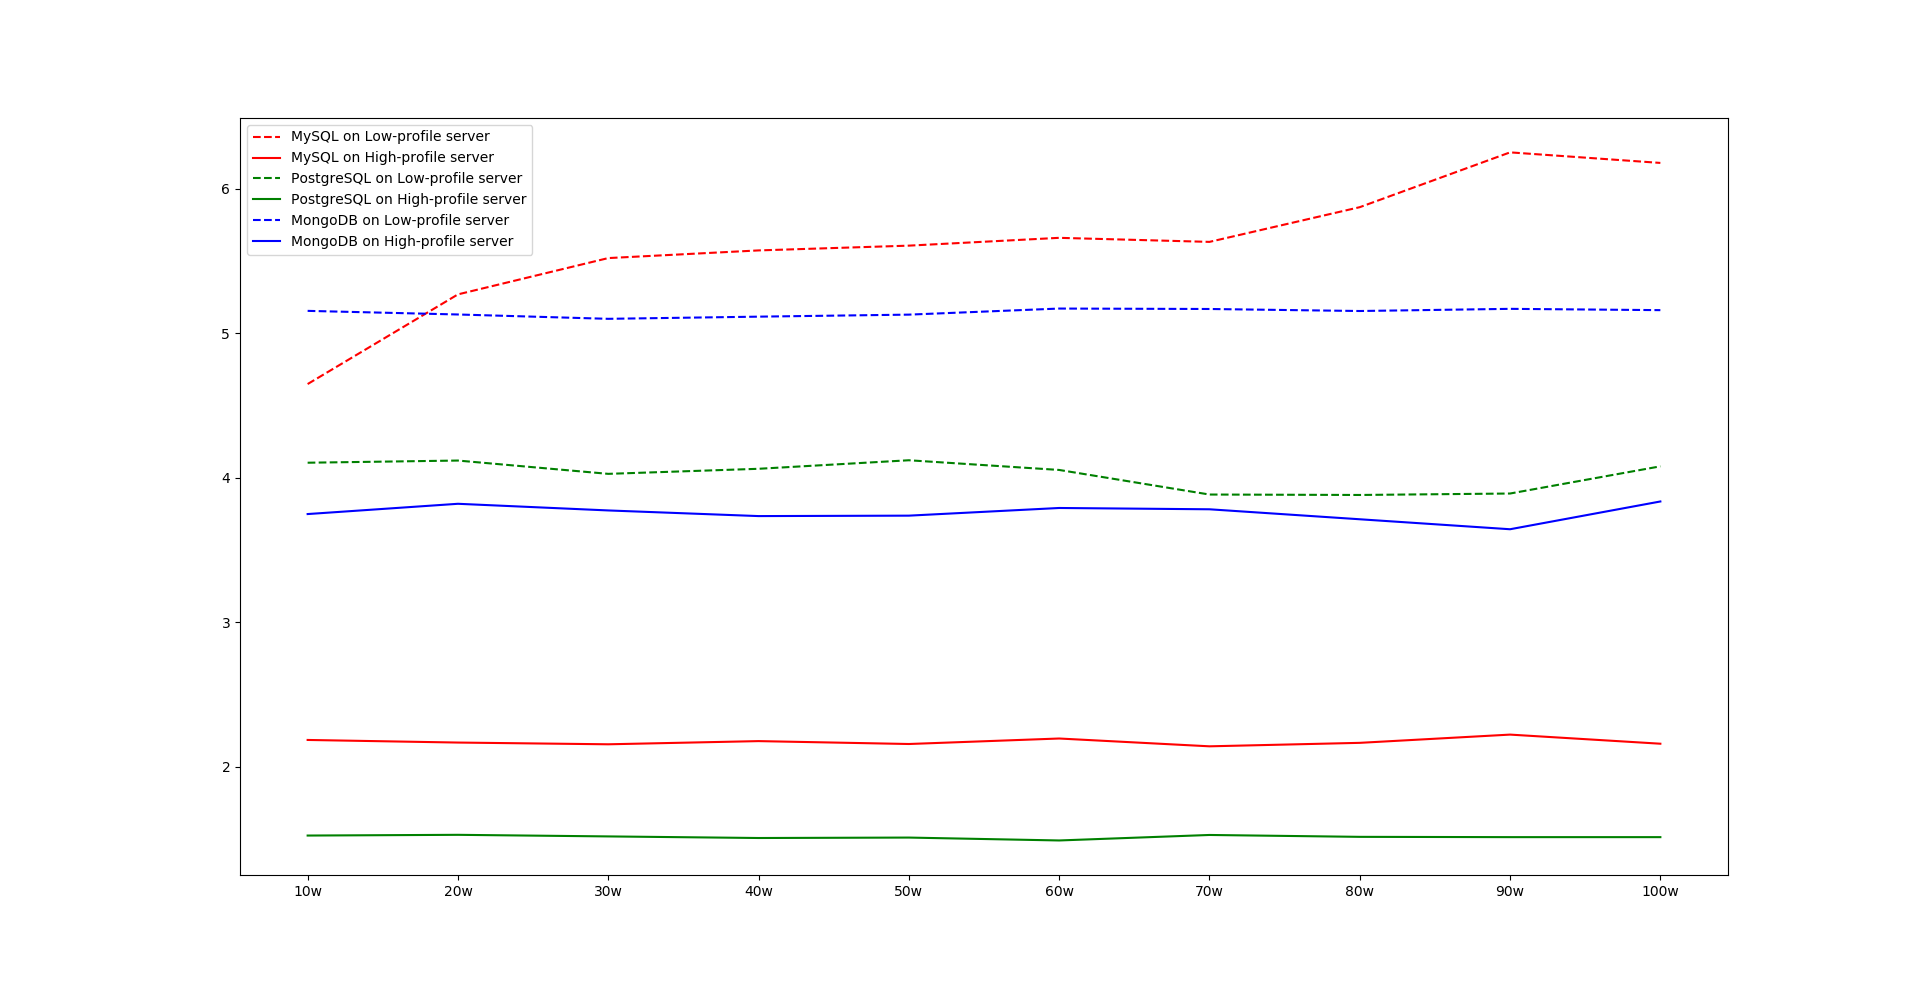 MySQL on Low-profile server
MySQL on High-profile server
PostgreSQL on Low-profile server
PostgreSQL on High-profile server
MongoDB on Low-profile server
MongoDB on High-profile server
6
5
4
3
2
10w 20w 30w 40w 50w 60w 70w 80w 90w 100w